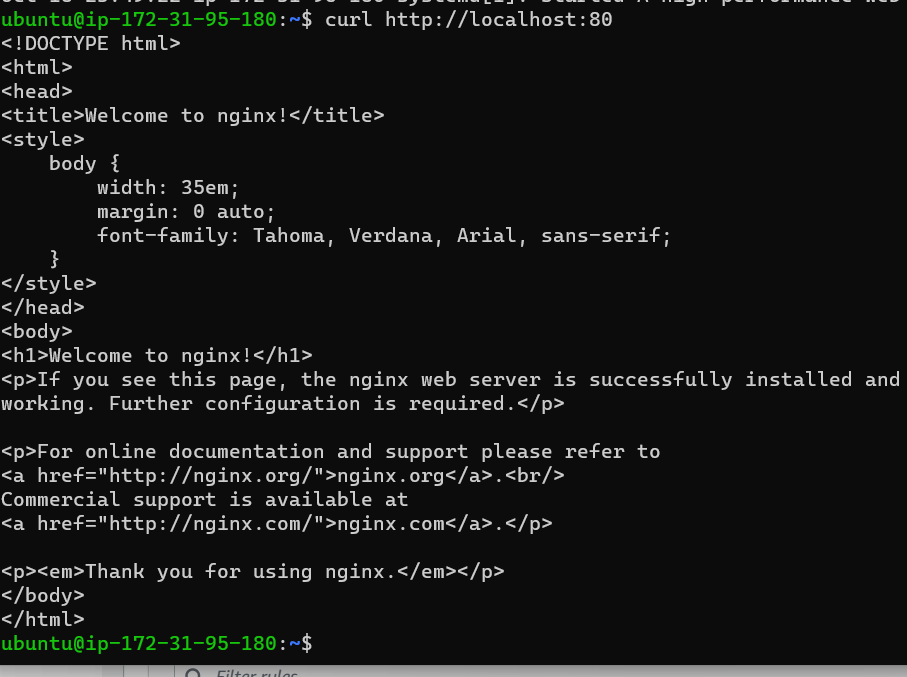 ubuntu@ip-172-31-95-180:~$ curl http://localhost:80
<!DOCTYPE html>
<html>
<head>
<title>Welcome to nginx!</title>
<style>
    body {
        width: 35em;
        margin: 0 auto;
        font-family: Tahoma, Verdana, Arial, sans-serif;
    }
</style>
</head>
<body>
<h1>Welcome to nginx!</h1>
<p>If you see this page, the nginx web server is successfully installed and
working. Further configuration is required.</p>

<p>For online documentation and support please refer to
<a href="http://nginx.org/">nginx.org</a>.<br/>
Commercial support is available at
<a href="http://nginx.com/">nginx.com</a>.</p>

<p><em>Thank you for using nginx.</em></p>
</body>
</html>
ubuntu@ip-172-31-95-180:~$
Filter rules